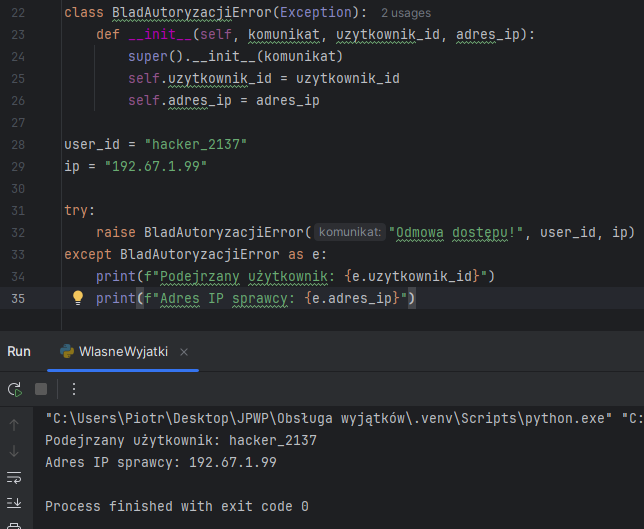 22 class BladAutoryzacjiError(Exception): 2 usages
23 def __init__(self, komunikat, uzytkownik_id, adres_ip):
24 super().__init__(komunikat)
25 self.uzytkownik_id = uzytkownik_id
26 self.adres_ip = adres_ip
27
28 user_id = "hacker_2137"
29 ip = "192.67.1.99"
30
31 try:
32 raise BladAutoryzacjiError( komunikat: "Odmowa dostępu!", user_id, ip)
33 except BladAutoryzacjiError as e:
34 print(f"Podejrzany użytkownik: {e.uzytkownik_id}")
35 print(f"Adres IP sprawcy: {e.adres_ip}")
Run WlasneWyjatki ×
"C:\Users\Piotr\Desktop\JPWP\Obsługa wyjątków\.venv\Scripts\python.exe" "C:
Podejrzany użytkownik: hacker_2137
Adres IP sprawcy: 192.67.1.99
Process finished with exit code 0